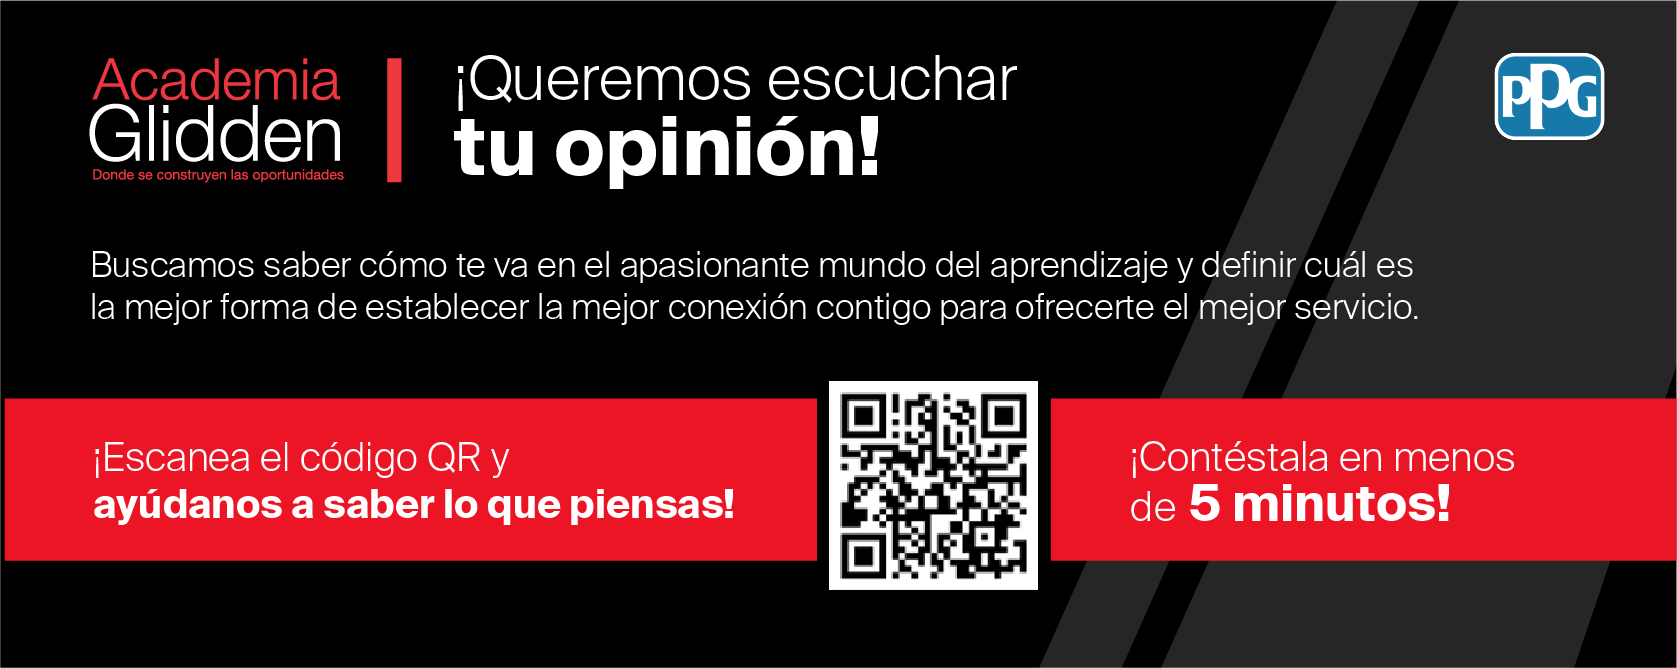 Academia
Glidden
Donde se construyen las oportunidades
¡Queremos escuchar
tu opinión!
PPG
Buscamos saber cómo te va en el apasionante mundo del aprendizaje y definir cuál es
la mejor forma de establecer la mejor conexión contigo para ofrecerte el mejor servicio.
¡Escanea el código QR y
ayúdanos a saber lo que piensas!
¡Contéstala en menos
de 5 minutos!